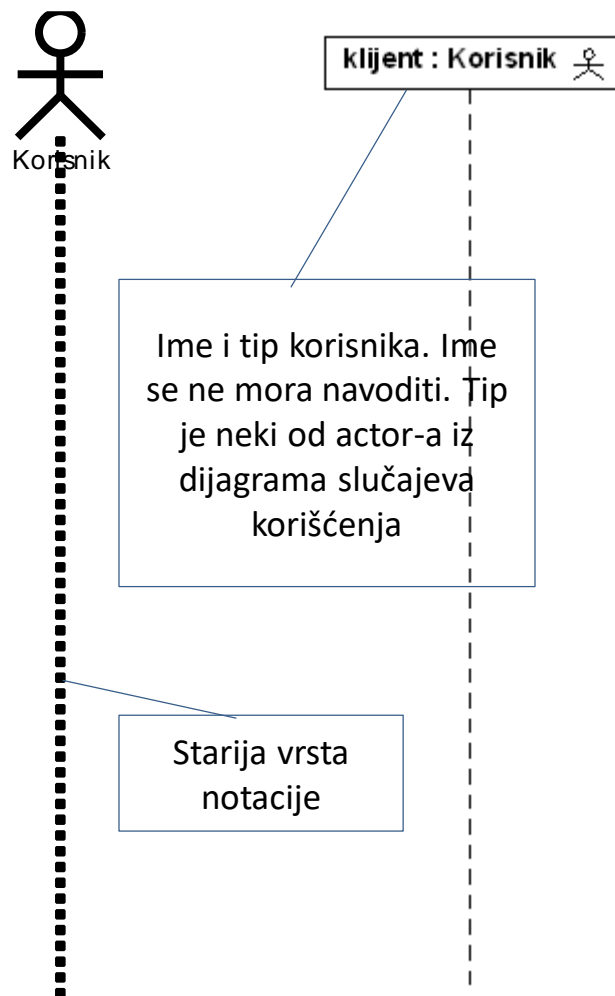 Korisnik
klijent : Korisnik
Ime i tip korisnika. Ime
se ne mora navoditi. Tip
je neki od actor-a iz
dijagrama slučajeva
korišćenja
Starija vrsta
notacije